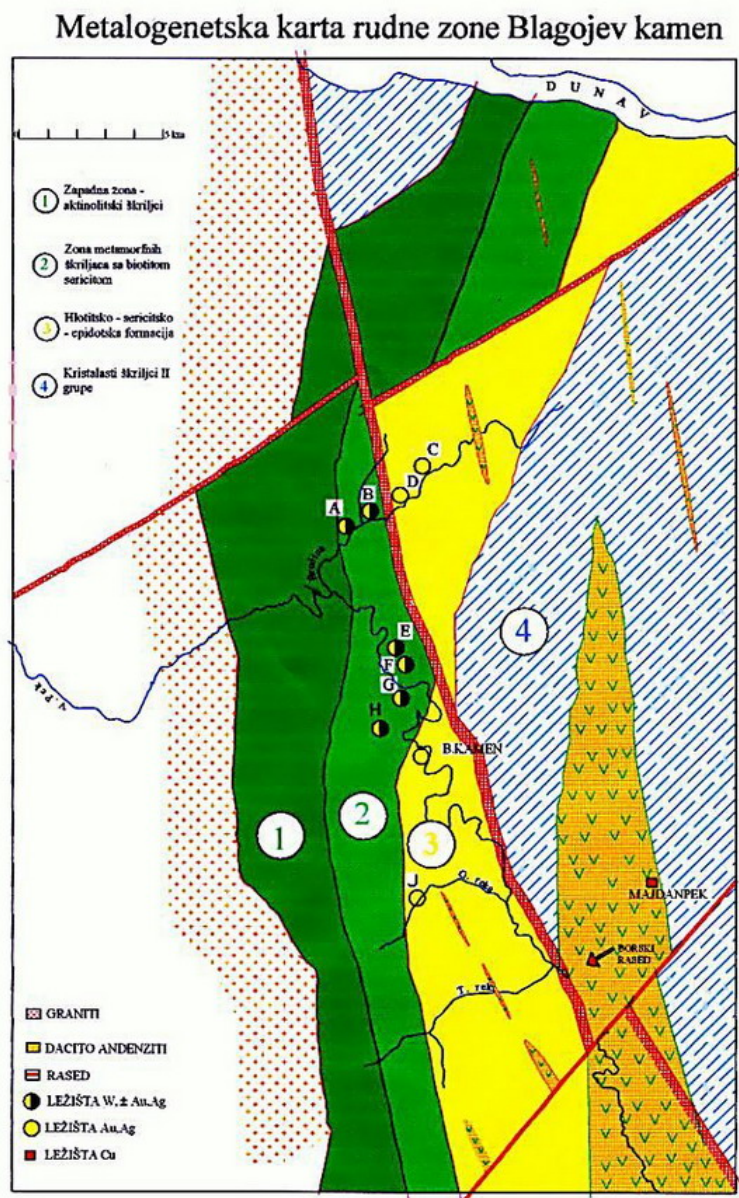 Metalogenetska karta rudne zone Blagojev kamen
DUNAV
0 5 km
1 Zapadna zona -
aktinolitski škriljci
2 Zona metamorfnih
škriljaca sa biotitom
sericitom
3 Hlotitsko - sericitsko
- epidotska formacija
4 Kristalasti škriljci II
grupe
C
D
B
A
4
E
F
G
H
B.KAMEN
2
1
3
J
MAJDANPEK
BORSKI
RASED
GRANITI
DACITO ANDENZITI
RASED
LEŽIŠTA W, ± Au,Ag
LEŽIŠTA Au,Ag
LEŽIŠTA Cu